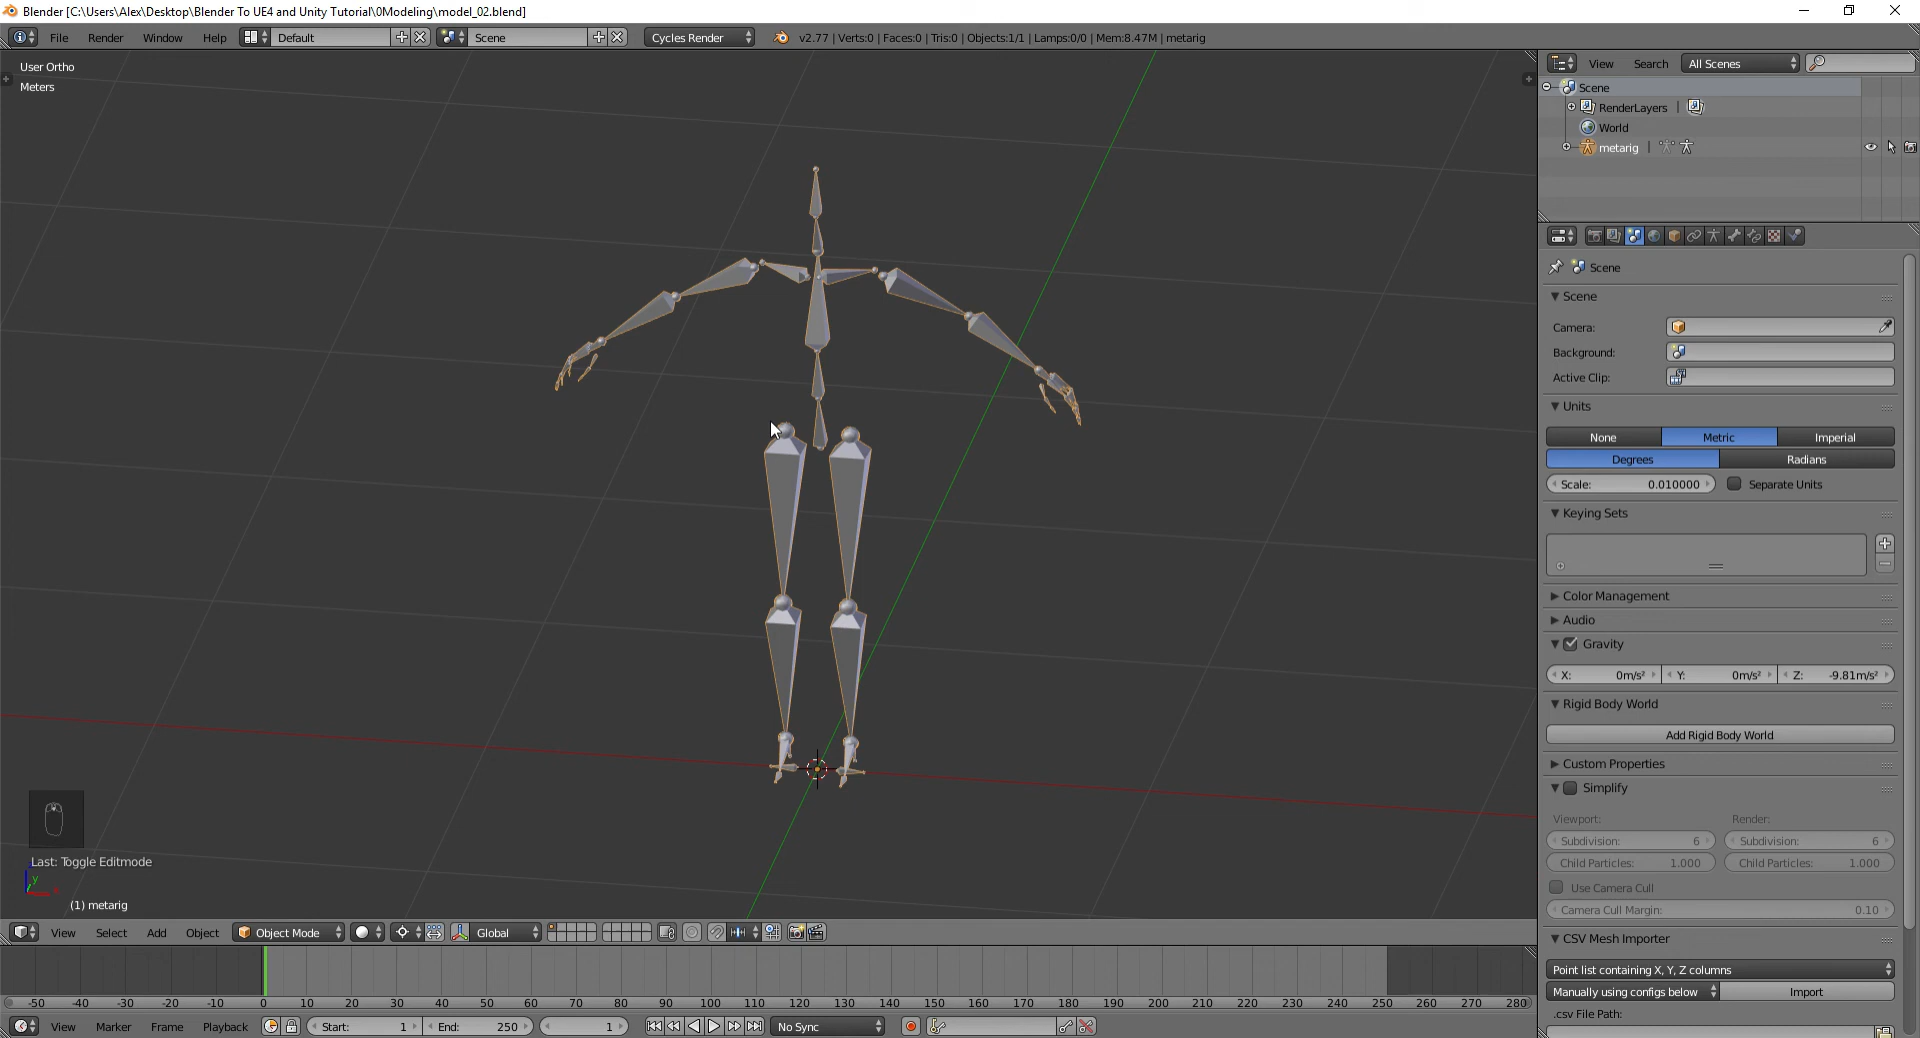 Blender [C:\Users\Alex\Desktop\Blender To UE4 and Unity Tutorial\0Modeling\model_02.blend]
File Render Window Help Default Scene Cycles Render v2.77 | Verts:0 | Faces:0 | Tris:0 | Objects:1/1 | Lamps:0/0 | Mem:8.47M | metarig
User Ortho
Meters
View Search All Scenes
Scene
RenderLayers |
World
metarig |
Scene
Scene
Camera:
Background:
Active Clip:
Units
None Metric Imperial
Degrees Radians
Scale: 0.010000 Separate Units
Keying Sets
Color Management
Audio
Gravity
X: 0m/s² Y: 0m/s² Z: -9.81m/s²
Rigid Body World
Add Rigid Body World
Custom Properties
Simplify
Viewport: Render:
Subdivision: 6 Subdivision: 6
Child Particles: 1.000 Child Particles: 1.000
Use Camera Cull
Camera Cull Margin: 0.10
CSV Mesh Importer
Point list containing X, Y, Z columns
Manually using configs below Import
.csv File Path:
Last: Toggle Editmode
y
x
(1) metarig
View Select Add Object Object Mode Global
-50 -40 -30 -20 -10 0 10 20 30 40 50 60 70 80 90 100 110 120 130 140 150 160 170 180 190 200 210 220 230 240 250 260 270 280
View Marker Frame Playback Start: 1 End: 250 1 No Sync